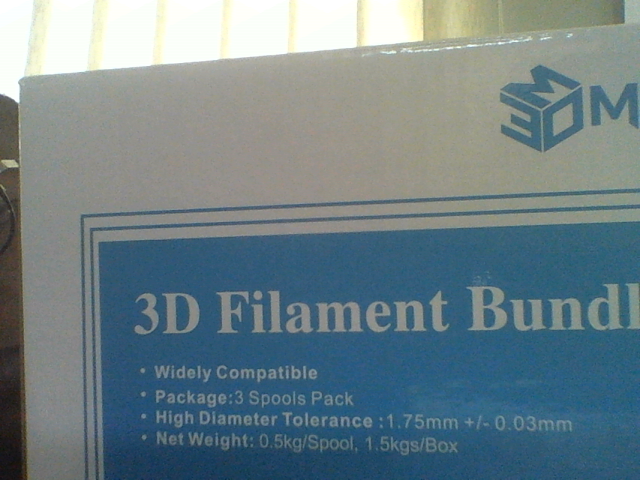 3D M
3D Filament Bundl
• Widely Compatible
• Package:3 Spools Pack
• High Diameter Tolerance :1.75mm +/- 0.03mm
• Net Weight: 0.5kg/Spool, 1.5kgs/Box